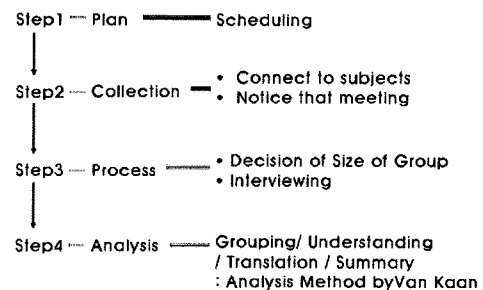 Step1 Plan Scheduling
Step2 Collection • Connect to subjects
• Notice that meeting
Step3 Process • Decision of Size of Group
• Interviewing
Step4 Analysis Grouping/ Understanding
/ Translation / Summary
: Analysis Method byVan Kaan